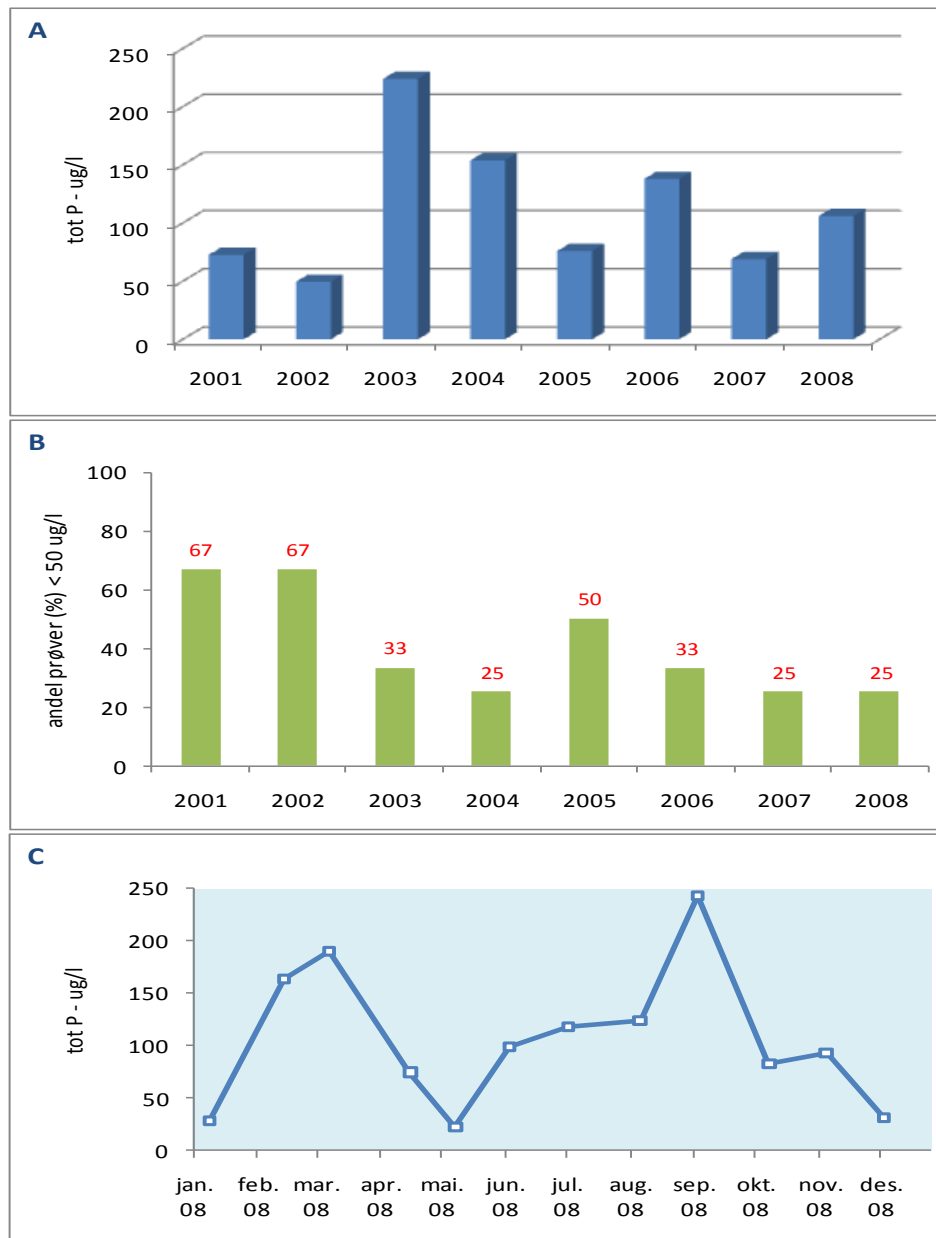 A
tot P - ug/l
250
200
150
100
50
0
2001 2002 2003 2004 2005 2006 2007 2008
B
andel prøver (%) < 50 ug/l
100
80
60
40
20
0
67 67 33 25 50 33 25 25
2001 2002 2003 2004 2005 2006 2007 2008
C
tot P - ug/l
250
200
150
100
50
0
jan. feb. mar. apr. mai. jun. jul. aug. sep. okt. nov. des.
08 08 08 08 08 08 08 08 08 08 08 08